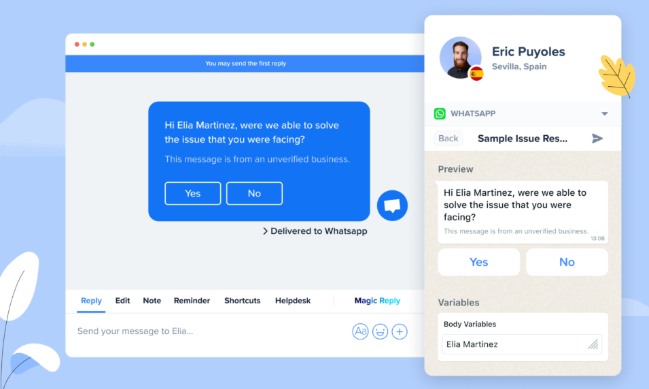 You may send the first reply
Hi Elia Martinez, were we able to solve
the issue that you were facing?
This message is from an unverified business.
Yes No
> Delivered to Whatsapp
Reply Edit Note Reminder Shortcuts Helpdesk Magic Reply
Send your message to Elia...
Aa
Eric Puyoles
Sevilla, Spain
WHATSAPP
Back Sample Issue Res...
Preview
Hi Elia Martinez, were we able to
solve the issue that you were
facing?
This message is from an unverified business.
13:08
Yes No
Variables
Body Variables
Elia Martinez